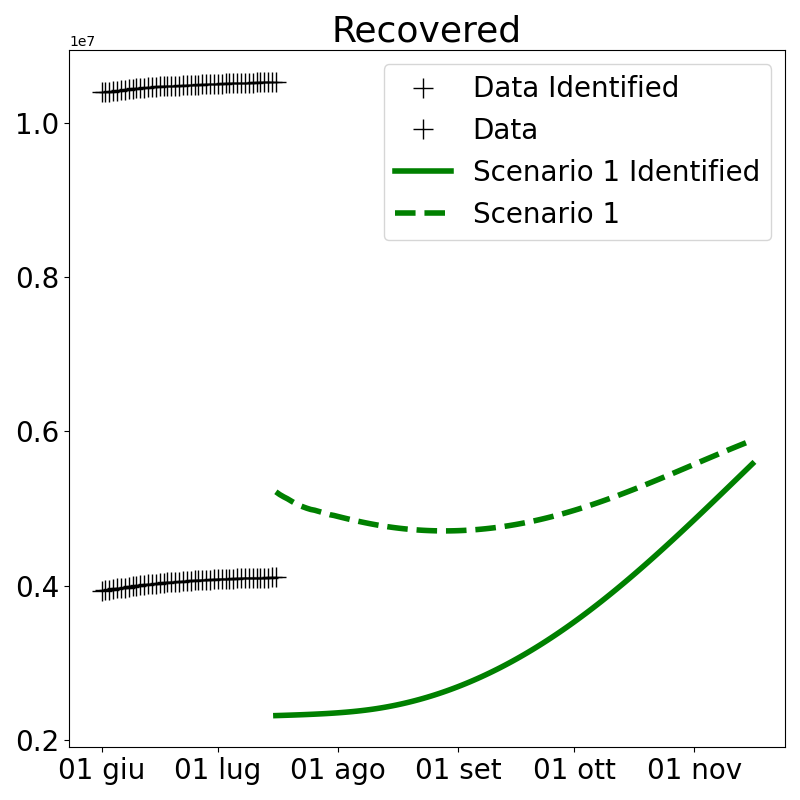 Recovered
1e7
Data Identified
Data
Scenario 1 Identified
Scenario 1
1.0
0.8
0.6
0.4
0.2
01 giu 01 lug 01 ago 01 set 01 ott 01 nov